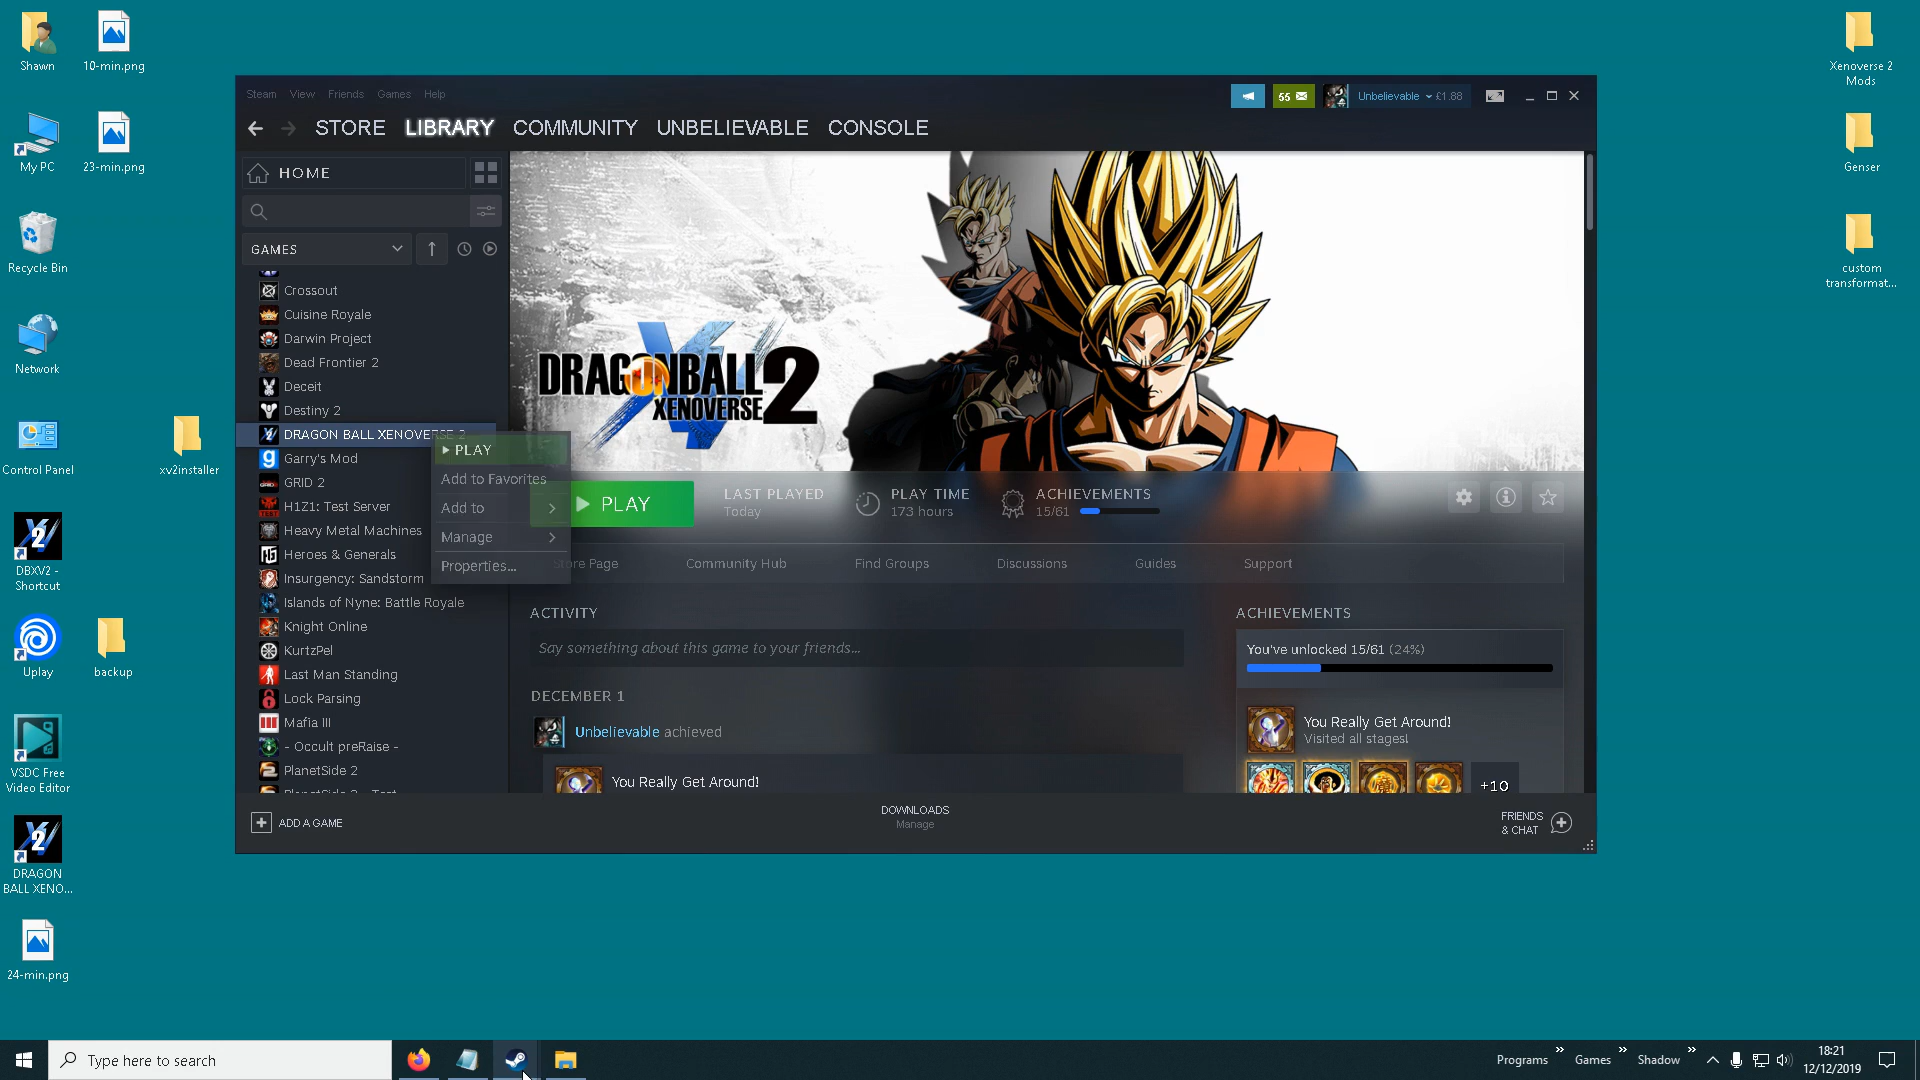 Shawn
10-min.png
My PC
23-min.png
Recycle Bin
Network
Control Panel
xv2installer
DBXV2 -
Shortcut
Uplay
backup
VSDC Free
Video Editor
DRAGON
BALL XENO...
24-min.png
Xenoverse 2
Mods
Genser
custom
transformat...
Steam View Friends Games Help
55
Unbelievable £1.88
STORE LIBRARY COMMUNITY UNBELIEVABLE CONSOLE
HOME
GAMES
Crossout
Cuisine Royale
Darwin Project
Dead Frontier 2
Deceit
Destiny 2
DRAGON BALL XENOVERSE 2
Garry's Mod
GRID 2
H1Z1: Test Server
Heavy Metal Machines
Heroes & Generals
Insurgency: Sandstorm
Islands of Nyne: Battle Royale
Knight Online
KurtzPel
Last Man Standing
Lock Parsing
Mafia III
- Occult preRaise -
PlanetSide 2
PlanetSide 2 - Test
PLAY
Add to Favorites
Add to
Manage
Properties...
DRAGONBALL
XENOVERSE 2
PLAY
LAST PLAYED
Today
PLAY TIME
173 hours
ACHIEVEMENTS
15/61
Store Page Community Hub Find Groups Discussions Guides Support
ACTIVITY
Say something about this game to your friends...
DECEMBER 1
Unbelievable achieved
You Really Get Around!
ACHIEVEMENTS
You've unlocked 15/61 (24%)
You Really Get Around!
Visited all stages!
+10
ADD A GAME
DOWNLOADS
Manage
FRIENDS
& CHAT
Type here to search
Programs
Games
Shadow
18:21
12/12/2019